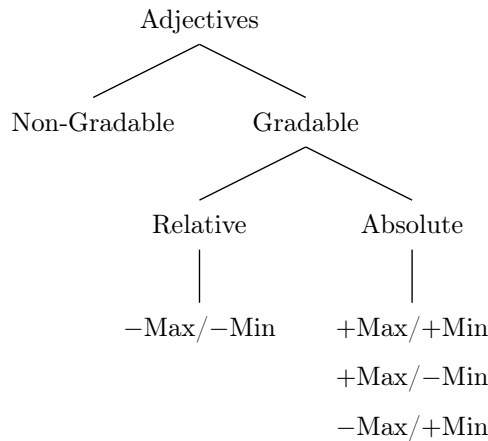 Adjectives
Non-Gradable Gradable
Relative Absolute
−Max/−Min +Max/+Min
+Max/−Min
−Max/+Min